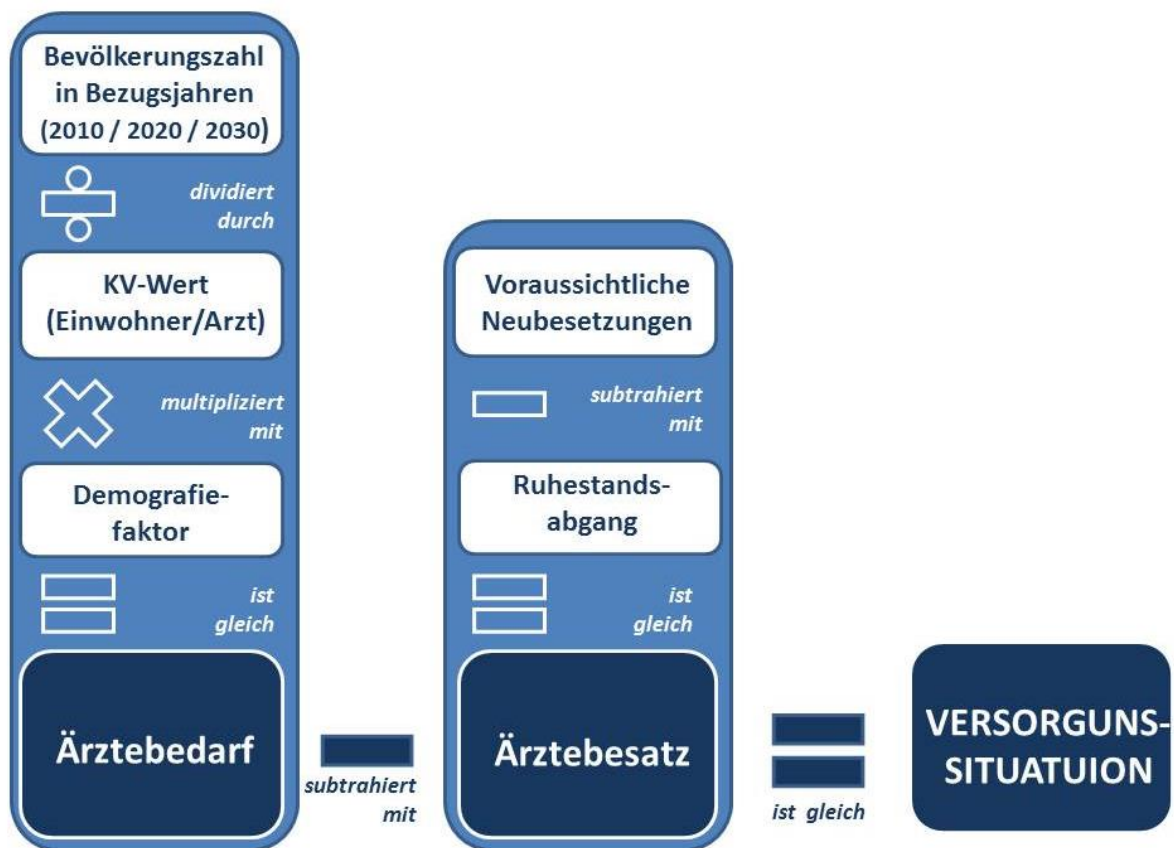 Bevölkerungszahl
in Bezugsjahren
(2010 / 2020 / 2030)
dividiert
durch
KV-Wert
(Einwohner/Arzt)
multipliziert
mit
Demografie-
faktor
ist
gleich
Ärztebedarf
subtrahiert
mit
Voraussichtliche
Neubesetzungen
subtrahiert
mit
Ruhestands-
abgang
ist
gleich
Ärztebesatz
ist gleich
VERSORGUNS-
SITUATUION